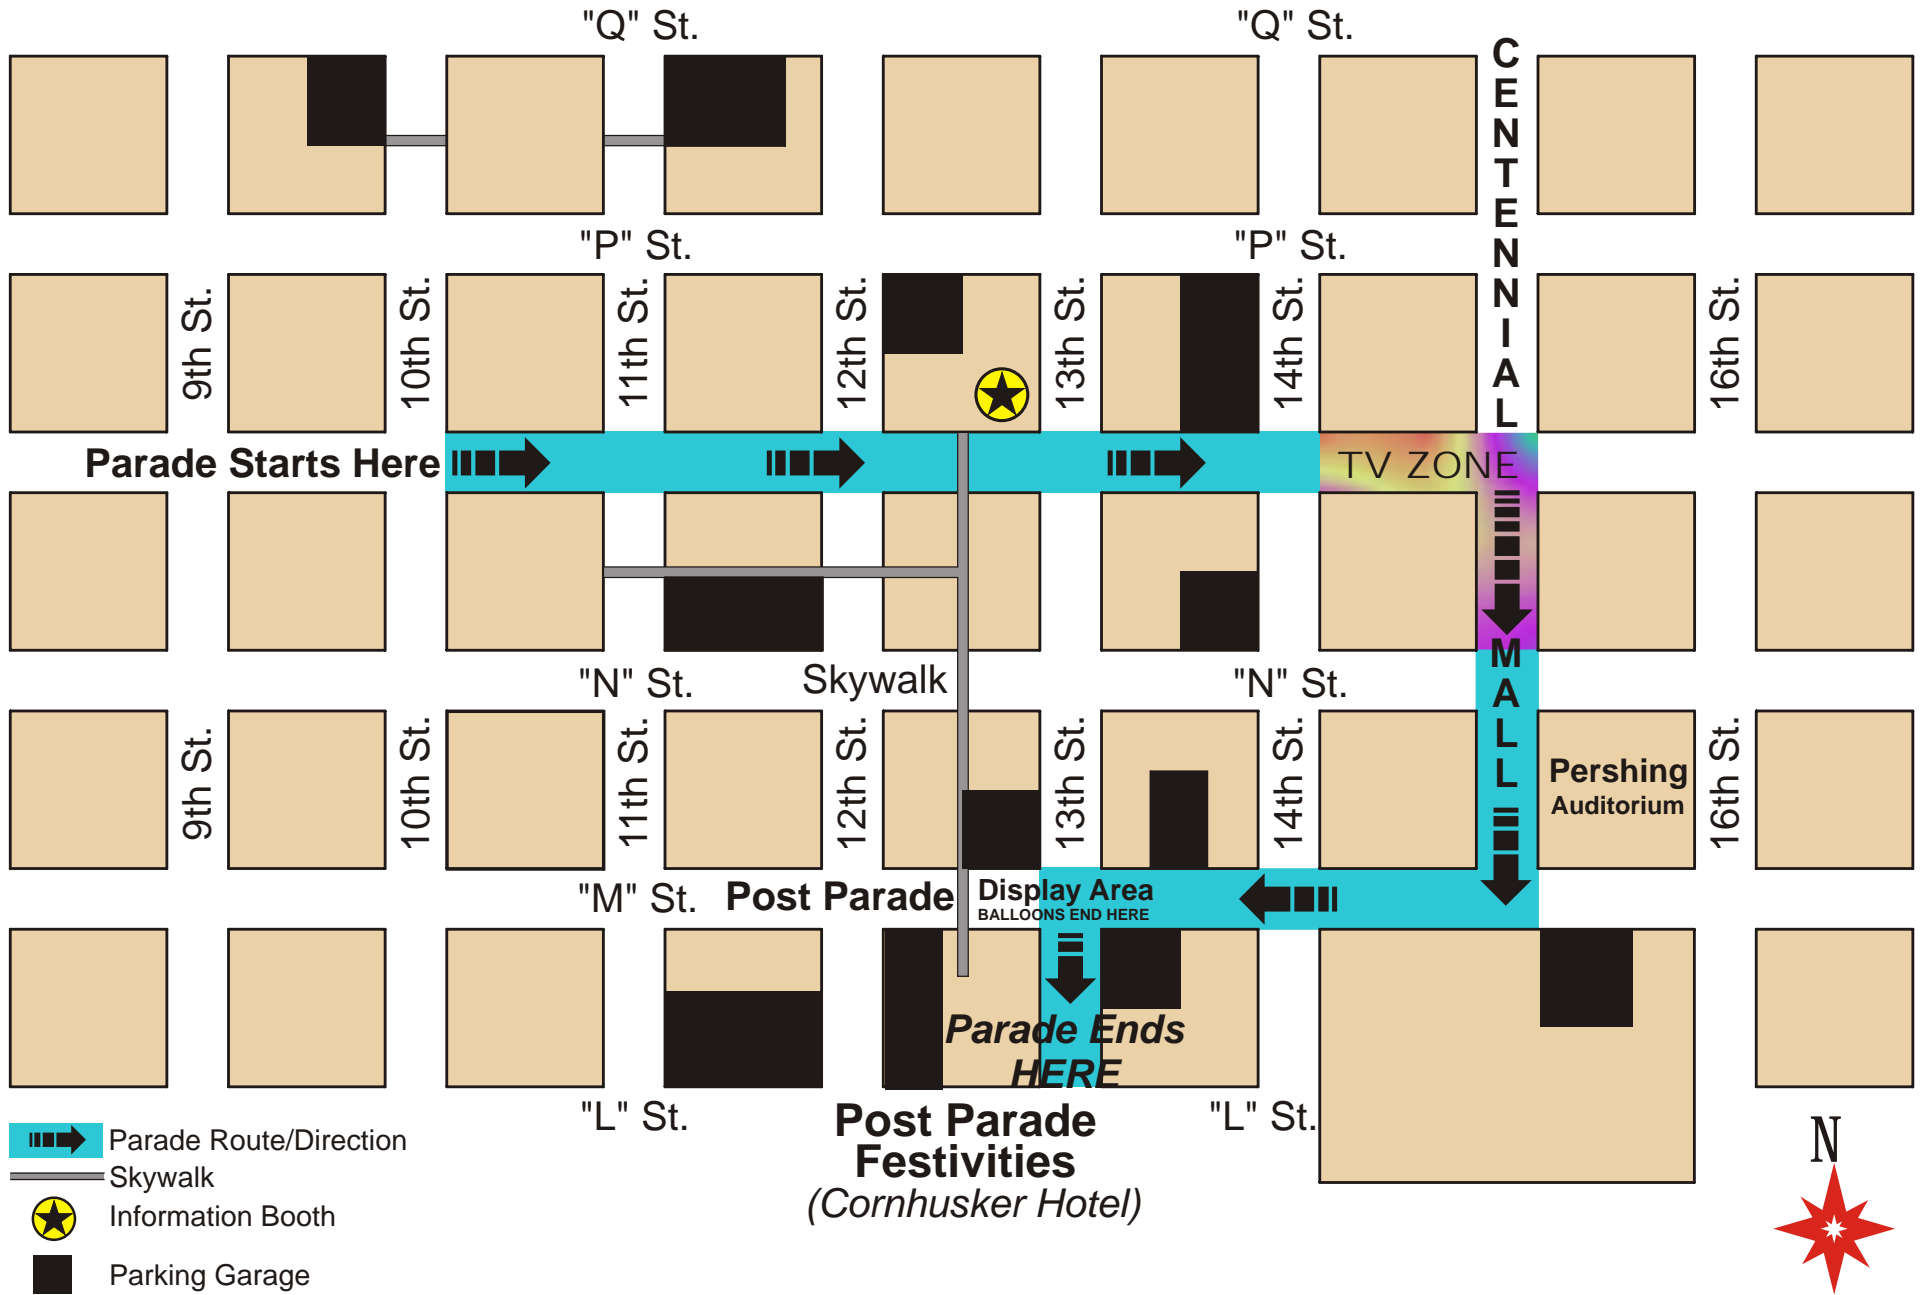 "Q" St.
"Q" St.
CENTENNIAL
"P" St.
"P" St.
9th St.
10th St.
11th St.
12th St.
13th St.
14th St.
16th St.
Parade Starts Here
TV ZONE
MALL
"N" St.
Skywalk
"N" St.
9th St.
10th St.
11th St.
12th St.
13th St.
14th St.
Pershing
Auditorium
16th St.
"M" St.
Post Parade
Display Area
BALLOONS END HERE
Parade Ends
HERE
"L" St.
Post Parade
Festivities
(Cornhusker Hotel)
"L" St.
Parade Route/Direction
Skywalk
Information Booth
Parking Garage
N